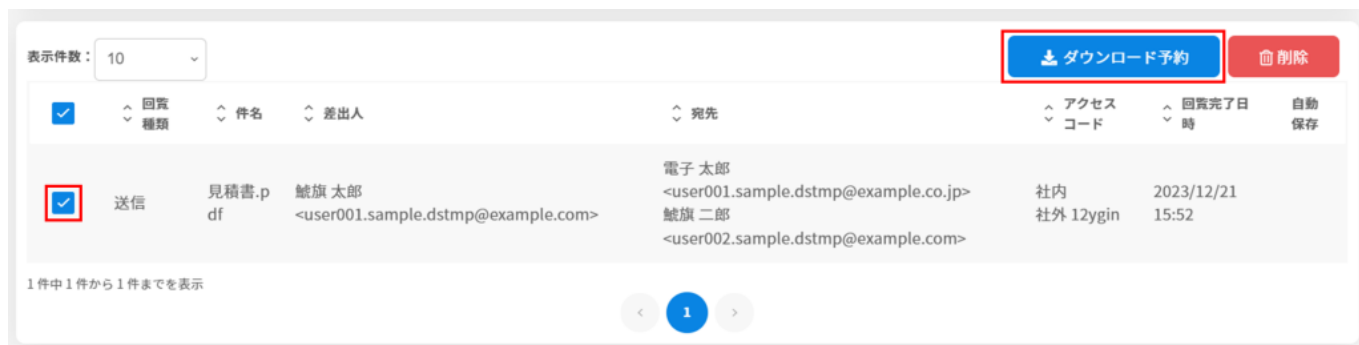 表示件数： 10 ダウンロード予約 削除
回覧種類 件名 差出人 宛先 アクセスコード 回覧完了日時 自動保存
送信
見積書.pdf
鯱旗 太郎
<user001.sample.dstmp@example.com>
電子 太郎
<user001.sample.dstmp@example.co.jp>
鯱旗 二郎
<user002.sample.dstmp@example.com>
社内
社外 12ygin
2023/12/21
15:52
1 件中 1 件から 1 件までを表示
1